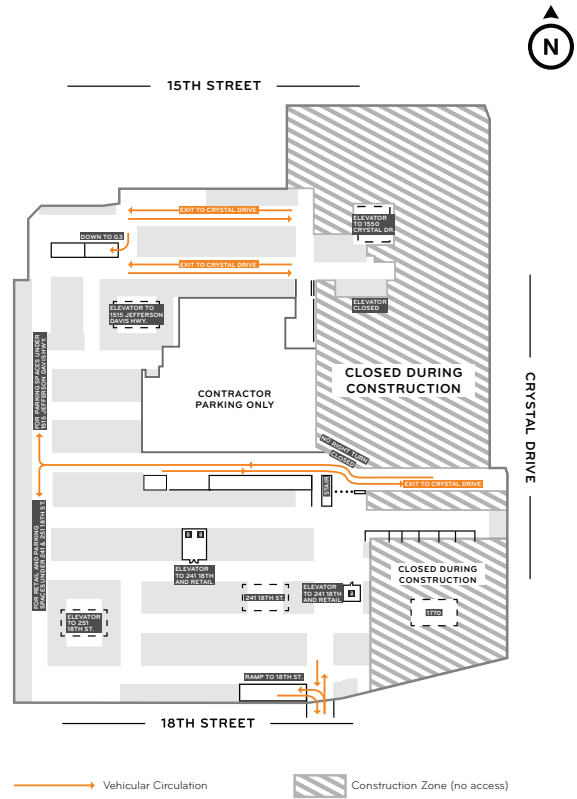 N
15TH STREET
EXIT TO CRYSTAL DRIVE
ELEVATOR
TO 1550
CRYSTAL DR.
DOWN TO G3
EXIT TO CRYSTAL DRIVE
ELEVATOR TO
1515 JEFFERSON
DAVIS HWY.
ELEVATOR
CLOSED
FOR PARKING SPACES UNDER
1515 JEFFERSON DAVIS HWY.
CLOSED DURING
CONSTRUCTION
CONTRACTOR
PARKING ONLY
CRYSTAL DRIVE
NO RIGHT TURN
CLOSED
STAIR
EXIT TO CRYSTAL DRIVE
FOR RETAIL AND PARKING
SPACES UNDER 241 & 251 18TH ST.
ELEVATOR
TO 241 18TH
AND RETAIL
CLOSED DURING
CONSTRUCTION
241 18TH ST.
ELEVATOR
TO 241 18TH
AND RETAIL
1770
ELEVATOR
TO 251
18TH ST.
RAMP TO 18TH ST.
18TH STREET
Vehicular Circulation
Construction Zone (no access)